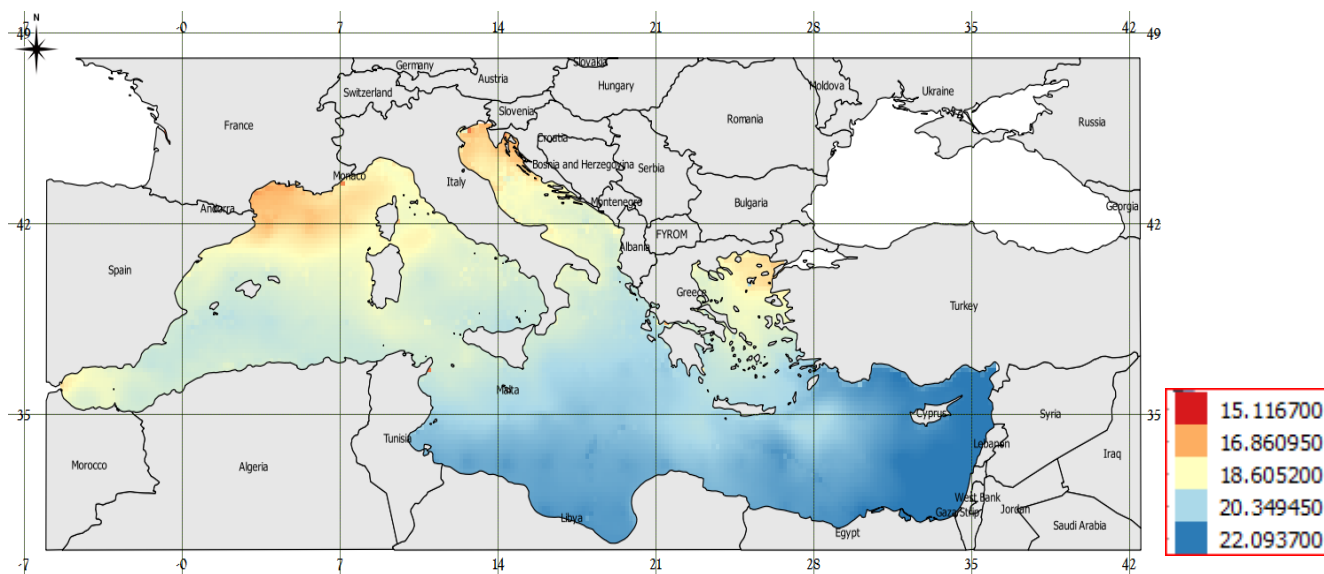 -7 -0 7 14 21 28 35 42
49 49
Germany Slovakia
Austria
Switzerland Hungary Moldova Ukraine
Slovenia
France Romania Russia
Croatia
Bosnia and Herzegovina Serbia
Monaco Italy
Andorra Montenegro Bulgaria Georgia
42 42
FYROM
Albania
Spain
Greece Turkey
Malta
35 35
Cyprus Syria
Tunisia Lebanon
Morocco Algeria Iraq
West Bank
Libya Gaza Strip Jordan
Egypt Saudi Arabia
-7 -0 7 14 21 28 35 42
15.116700
16.860950
18.605200
20.349450
22.093700